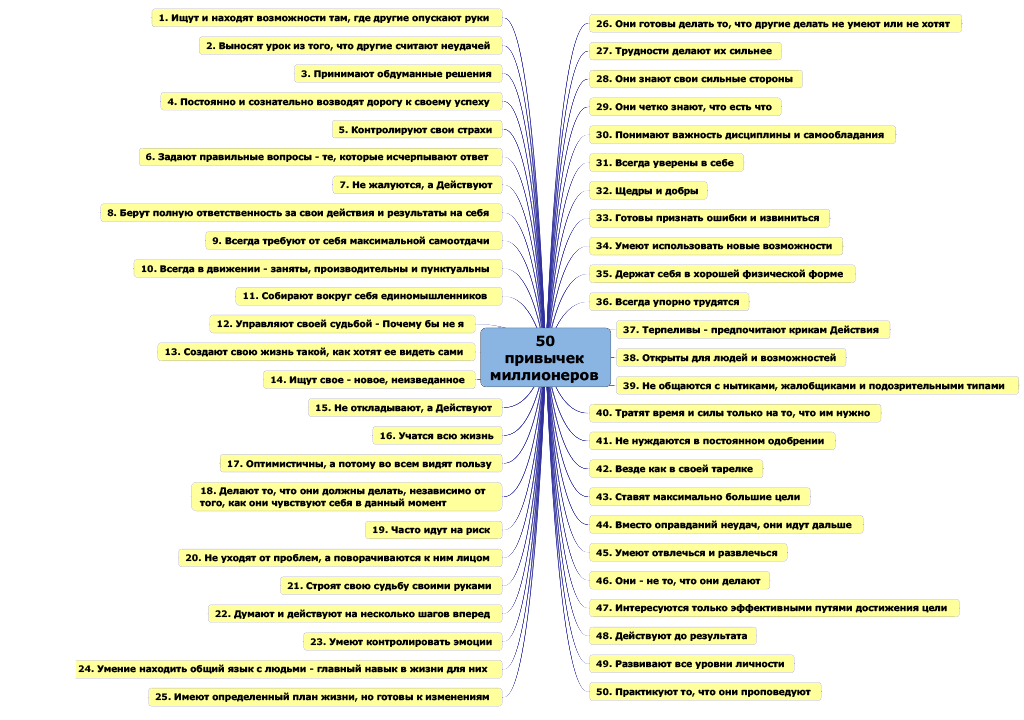 1. Ищут и находят возможности там, где другие опускают руки
2. Выносят урок из того, что другие считают неудачей
3. Принимают обдуманные решения
4. Постоянно и сознательно возводят дорогу к своему успеху
5. Контролируют свои страхи
6. Задают правильные вопросы - те, которые исчерпывают ответ
7. Не жалуются, а Действуют
8. Берут полную ответственность за свои действия и результаты на себя
9. Всегда требуют от себя максимальной самоотдачи
10. Всегда в движении - заняты, производительны и пунктуальны
11. Собирают вокруг себя единомышленников
12. Управляют своей судьбой - Почему бы не я
13. Создают свою жизнь такой, как хотят ее видеть сами
14. Ищут свое - новое, неизведанное
15. Не откладывают, а Действуют
16. Учатся всю жизнь
17. Оптимистичны, а потому во всем видят пользу
18. Делают то, что они должны делать, независимо от
того, как они чувствуют себя в данный момент
19. Часто идут на риск
20. Не уходят от проблем, а поворачиваются к ним лицом
21. Строят свою судьбу своими руками
22. Думают и действуют на несколько шагов вперед
23. Умеют контролировать эмоции
24. Умение находить общий язык с людьми - главный навык в жизни для них
25. Имеют определенный план жизни, но готовы к изменениям
50
привычек
миллионеров
26. Они готовы делать то, что другие делать не умеют или не хотят
27. Трудности делают их сильнее
28. Они знают свои сильные стороны
29. Они четко знают, что есть что
30. Понимают важность дисциплины и самообладания
31. Всегда уверены в себе
32. Щедры и добры
33. Готовы признать ошибки и извиниться
34. Умеют использовать новые возможности
35. Держат себя в хорошей физической форме
36. Всегда упорно трудятся
37. Терпеливы - предпочитают крикам Действия
38. Открыты для людей и возможностей
39. Не общаются с нытиками, жалобщиками и подозрительными типами
40. Тратят время и силы только на то, что им нужно
41. Не нуждаются в постоянном одобрении
42. Везде как в своей тарелке
43. Ставят максимально большие цели
44. Вместо оправданий неудач, они идут дальше
45. Умеют отвлечься и развлечься
46. Они - не то, что они делают
47. Интересуются только эффективными путями достижения цели
48. Действуют до результата
49. Развивают все уровни личности
50. Практикуют то, что они проповедуют